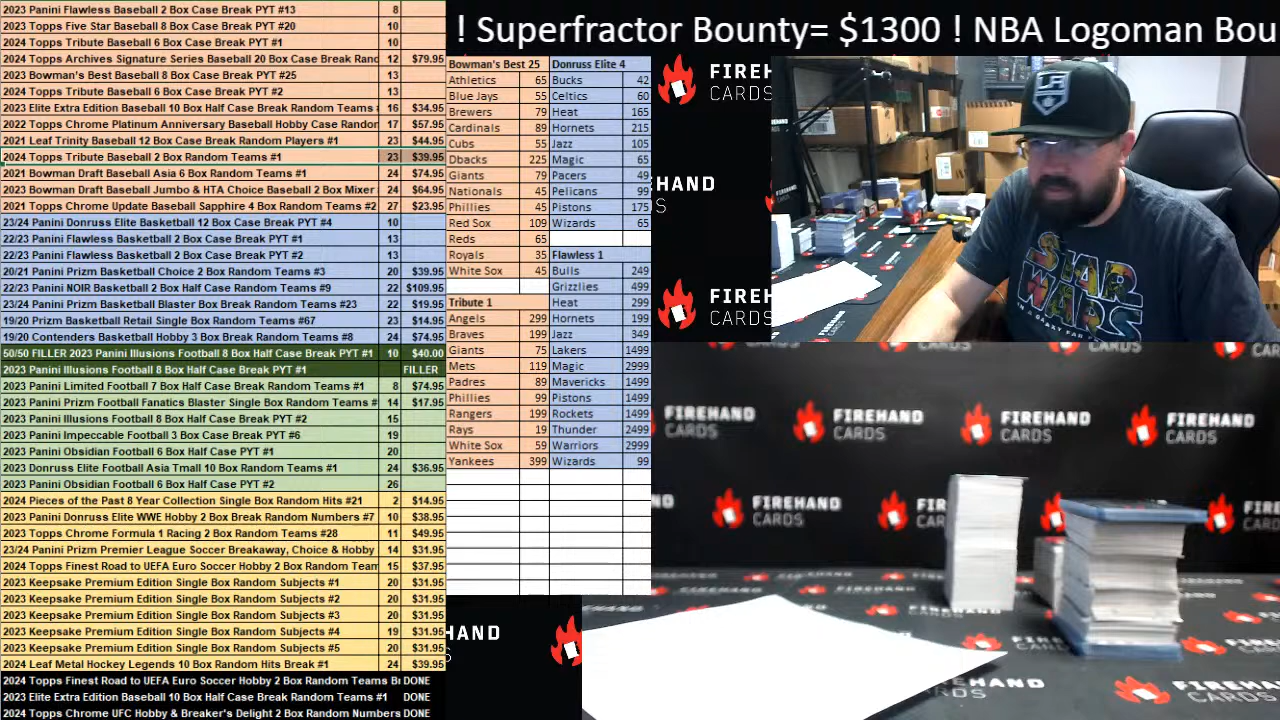 2023 Panini Flawless Baseball 2 Box Case Break PYT #13 8
2023 Topps Five Star Baseball Case Break PYT #20 10
2024 Topps Tribute Baseball 6 Box Case Break PYT #1 10
2024 Topps Archives Signature Series Baseball 20 Box Case Break Ranc 12 $79.95
2023 Bowman's Best Baseball 8 Box Case Break PYT #25 13
2024 Topps Tribute Baseball 6 Box Case Break PYT #2 13
2023 Elite Extra Edition Baseball 10 Box Half Case Break Random Teams 16 $34.95
2022 Topps Chrome Platinum Anniversary Baseball Hobby Case Randor 17 $57.95
2021 Leaf Trinity Baseball 12 Box Case Break Random Players #1 23 $44.95
2024 Topps Tribute Baseball 2 Box Random Teams #1 23 $39.95
2021 Bowman Draft Baseball Asia 6 Box Random Teams #1 24 $74.95
2023 Bowman Draft Baseball Jumbo & HTA Choice Baseball 2 Box Mixer 24 $64.95
2021 Topps Chrome Update Baseball Sapphire 4 Box Random Teams #2 27 $23.95
23/24 Panini Donruss Elite Basketball 12 Box Case Break PYT #4 10
22/23 Panini Flawless Basketball 2 Box Case Break PYT #1 13
22/23 Panini Flawless Basketball 2 Box Case Break PYT #2 13
20/21 Panini Prizm Basketball Choice 2 Box Random Teams #3 20 $39.95
22/23 Panini NOIR Basketball 2 Box Half Case Random Teams #9 22 $109.95
23/24 Panini Prizm Basketball Blaster Box Break Random Teams #23 22 $19.95
19/20 Prizm Basketball Retail Single Box Random Teams #67 23 $14.95
19/20 Contenders Basketball Hobby 3 Box Break Random Teams #8 24 $74.95
50/50 FILLER 2023 Panini Illusions Football 8 Box Half Case Break PYT #1 10 $40.00
2023 Panini Illusions Football 8 Box Half Case Break PYT #1 FILLER
2023 Panini Limited Football 7 Box Half Case Break Random Teams #1 8 $74.95
2023 Panini Prizm Football Fanatics Blaster Single Box Random Teams # 14 $17.95
2023 Panini Illusions Football 8 Box Half Case Break PYT #2 15
2023 Panini Impeccable Football 3 Box Case Break PYT #6 19
2023 Panini Obsidian Football 6 Box Half Case PYT #1 20
2023 Donruss Elite Football Asia Tmall 10 Box Random Teams #1 24 $36.95
2023 Panini Obsidian Football 6 Box Half Case PYT #2 26
2024 Pieces of the Past 8 Year Collection Single Box Random Hits #21 2 $14.95
2023 Panini Donruss Elite WWE Hobby 2 Box Break Random Numbers #7 10 $38.95
2023 Topps Chrome Formula 1 Racing 2 Box Random Teams #28 11 $49.95
23/24 Panini Prizm Premier League Soccer Breakaway, Choice & Hobby 14 $31.95
2024 Topps Finest Road to UEFA Euro Soccer Hobby 2 Box Random Team 15 $37.95
2023 Keepsake Premium Edition Single Box Random Subjects #1 20 $31.95
2023 Keepsake Premium Edition Single Box Random Subjects #2 20 $31.95
2023 Keepsake Premium Edition Single Box Random Subjects #3 20 $31.95
2023 Keepsake Premium Edition Single Box Random Subjects #4 19 $31.95
2023 Keepsake Premium Edition Single Box Random Subjects #5 20 $31.95
2024 Leaf Metal Hockey Legends 10 Box Random Hits Break #1 24 $39.95
2024 Topps Finest Road to UEFA Euro Soccer Hobby 2 Box Random Teams B DONE
2023 Elite Extra Edition Baseball 10 Box Half Case Break Random Teams #1 DONE
2024 Topps Chrome UFC Hobby & Breaker's Delight 2 Box Random Numbers DONE
! Superfractor Bounty= $1300 ! NBA Logoman Bou
Bowman's Best 25
Athletics 65
Blue Jays 55
Brewers 79
Cardinals 89
Cubs 55
Dbacks 225
Giants 79
Nationals 45
Phillies 45
Red Sox 109
Reds 65
Royals 35
White Sox 45
Tribute 1
Angels 299
Braves 199
Giants 75
Mets 119
Padres 89
Phillies 99
Rangers 199
Rays 19
White Sox 59
Yankees 399
Donruss Elite 4
Bucks 42
Celtics 60
Heat 165
Hornets 215
Jazz 105
Magic 65
Pacers 49
Pelicans 99
Pistons 175
Wizards 65
Flawless 1
Bulls 249
Grizzlies 499
Heat 299
Hornets 199
Jazz 349
Lakers 1499
Magic 2999
Mavericks 1499
Pistons 1499
Rockets 1499
Thunder 2499
Warriors 2999
Wizards 99
FIREH
CARDS
HAND
S
FIREH
CARDS
LA
STAR
WARS
FIREHAND
CARDS
FIREHAND
CARDS
FIREHAND
CARDS
FIREHAND
CARDS
FIREHAND
CARDS
HAND